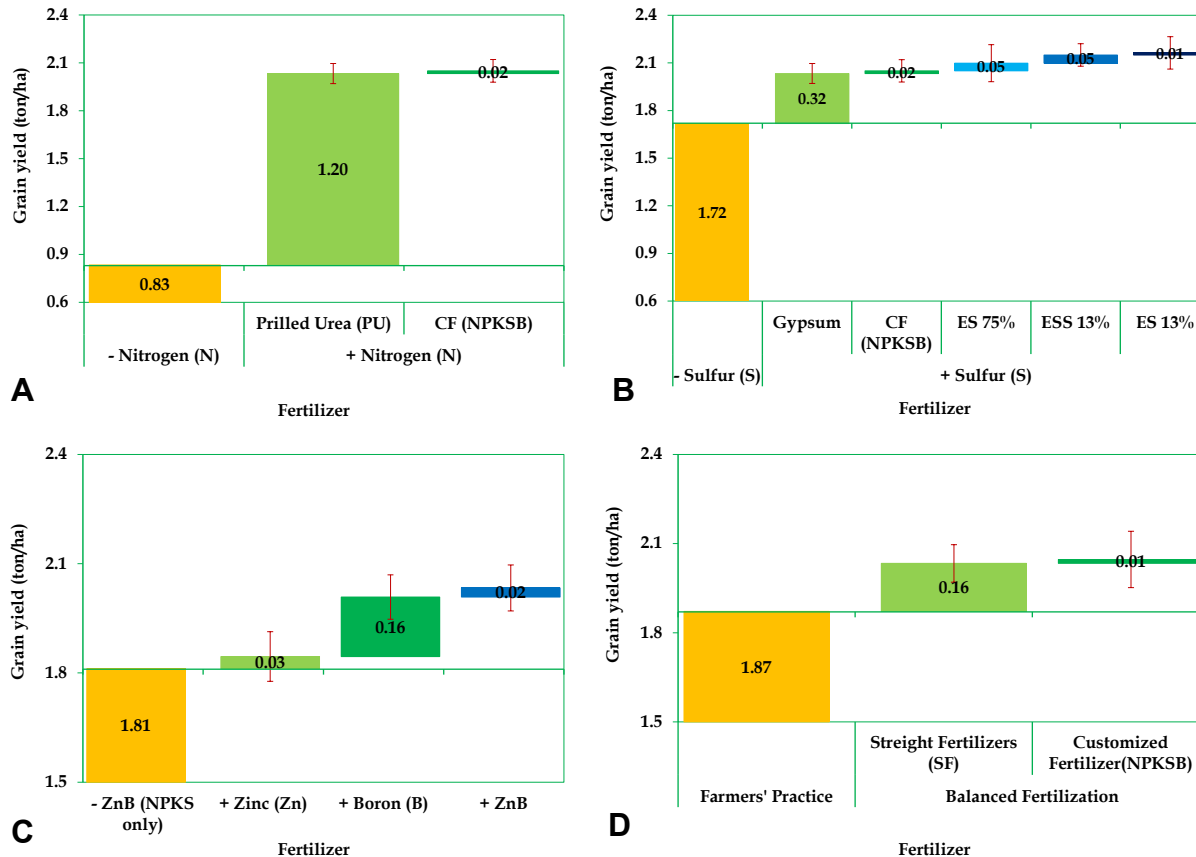 2.4
2.1
1.8
1.5
1.2
0.9
0.6
Grain yield (ton/ha)
0.83
1.20
0.02
Prilled Urea (PU)
CF (NPKSB)
- Nitrogen (N)
+ Nitrogen (N)
Fertilizer
A
2.4
2.1
1.8
1.5
1.2
0.9
0.6
Grain yield (ton/ha)
1.72
0.32
0.02
0.05
0.05
0.01
Gypsum
CF
(NPKSB)
ES 75%
ESS 13%
ES 13%
- Sulfur (S)
+ Sulfur (S)
Fertilizer
B
2.4
2.1
1.8
1.5
Grain yield (ton/ha)
1.81
0.03
0.16
0.02
- ZnB (NPKS
only)
+ Zinc (Zn)
+ Boron (B)
+ ZnB
Fertilizer
C
2.4
2.1
1.8
1.5
Grain yield (ton/ha)
1.87
0.16
0.01
Streight Fertilizers
(SF)
Customized
Fertilizer(NPKSB)
Farmers' Practice
Balanced Fertilization
Fertilizer
D